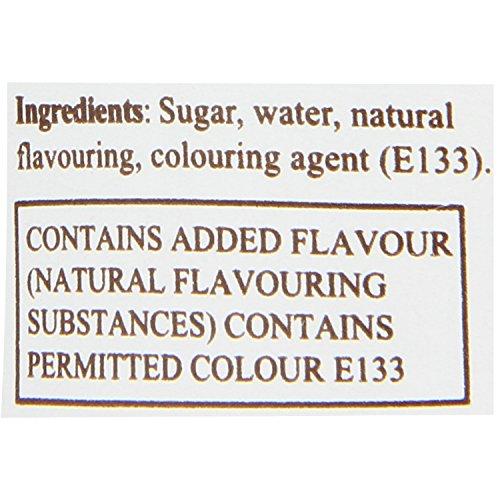 Ingredients: Sugar, water, natural
flavouring, colouring agent (E133).
CONTAINS ADDED FLAVOUR
(NATURAL FLAVOURING
SUBSTANCES) CONTAINS
PERMITTED COLOUR E133